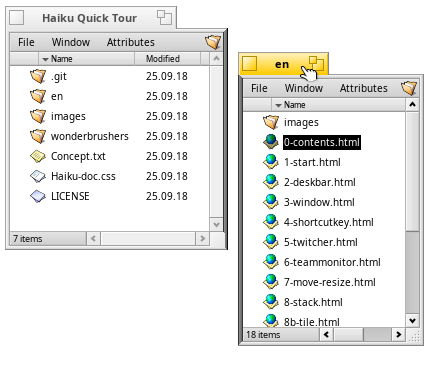 Haiku Quick Tour
File Window Attributes
Name Modified
.git 25.09.18
en 25.09.18
images 25.09.18
wonderbrushers 25.09.18
Concept.txt 25.09.18
Haiku-doc.css 25.09.18
LICENSE 25.09.18
7 items
en
File Window Attributes
Name
images
0-contents.html
1-start.html
2-deskbar.html
3-window.html
4-shortcutkey.html
5-twitcher.html
6-teammonitor.html
7-move-resize.html
8-stack.html
8b-tile.html
18 items